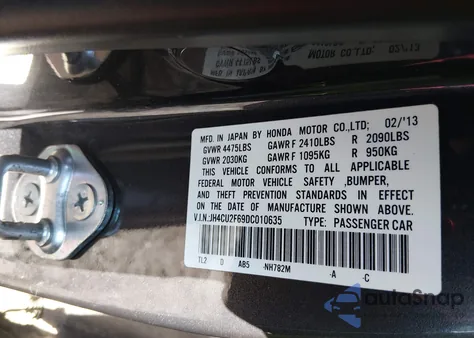 MFD. IN JAPAN BY HONDA MOTOR CO.,LTD; 02/'13
GVWR 4475LBS GAWR F 2410LBS R 2090LBS
GVWR 2030KG GAWR F 1095KG R 950KG
THIS VEHICLE CONFORMS TO ALL APPLICABLE
FEDERAL MOTOR VEHICLE SAFETY ,BUMPER,
AND THEFT PREVENTION STANDARDS IN EFFECT
ON THE DATE OF MANUFACTURE SHOWN ABOVE.
V.I.N.:JH4CU2F69DC010635 TYPE: PASSENGER CAR
TL2 D AB5 -NH782M -A -C
autoSnap